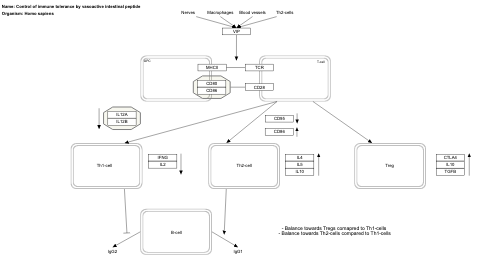 Name: Control of immune tolerance by vasoactive intestinal peptide
Organism: Homo sapiens
Nerves Macrophages Blood vessels Th2-cells
VIP
APC
T-cell
MHCII TCR
CD80
CD86
CD28
IL12A
IL12B
CD85
CD86
Th1-cell
IFNG
IL2
Th2-cell
IL4
IL5
IL10
Treg
CTLA4
IL10
TGFB
B-cell
IgG2
IgG1
- Balance towards Tregs comapred to Th1-cells
- Balance towards Th2-cells compared to Th1-cells